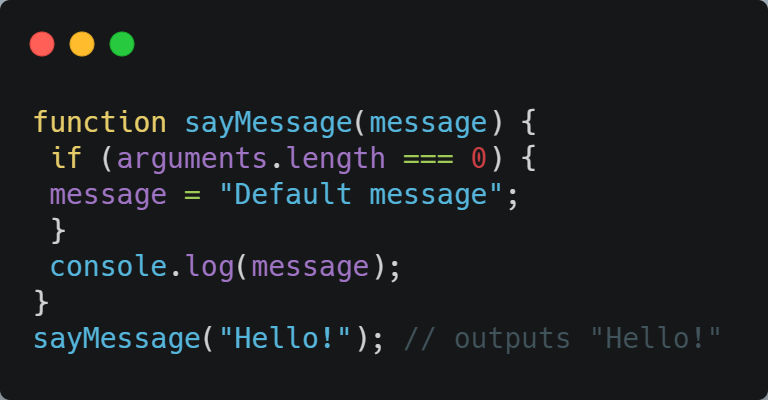 function sayMessage(message) {
 if (arguments.length === 0) {
 message = "Default message";
 }
 console.log(message);
}
sayMessage("Hello!"); // outputs "Hello!"